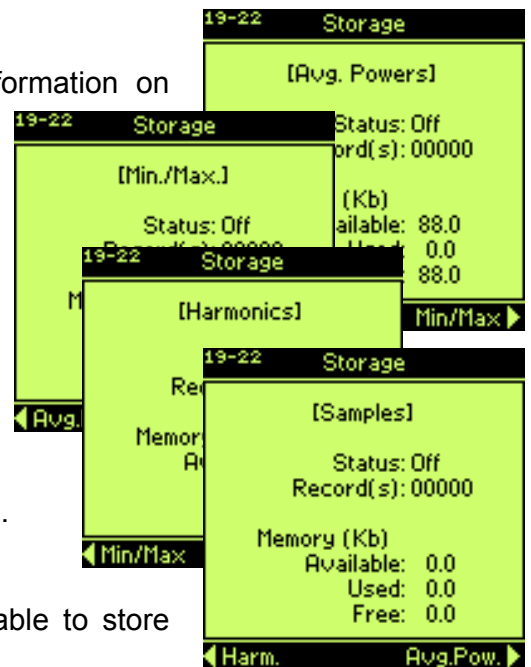 19-22 Storage
[Avg. Powers]
Status: Off
ord(s): 00000
(Kb)
ailable: 88.0
0.0
88.0
Min/Max
formation on
19-22 Storage
[Min./Max.]
Status: Off
M
Avg.
19-22 Storage
[Harmonics]
Re
Memor
A
Min/Max
19-22 Storage
[Samples]
Status: Off
Record(s): 00000
Memory (Kb)
Available: 0.0
Used: 0.0
Free: 0.0
Harm. Avg.Pow.
.
able to store